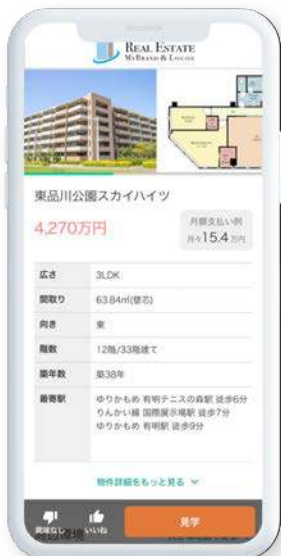 REAL ESTATE
MYBRAND & LOGOS
東品川公園スカイハイツ
4,270万円
月額支払い例
月々15.4万円
広さ 3LDK
間取り 63.84㎡(壁芯)
向き 東
階数 12階/33階建て
築年数 築38年
最寄駅 ゆりかもめ 有明テニスの森駅 徒歩6分
りんかい線 国際展示場駅 徒歩7分
ゆりかもめ 有明駅 徒歩9分
物件詳細をもっと見る
興味なし いいね 見学